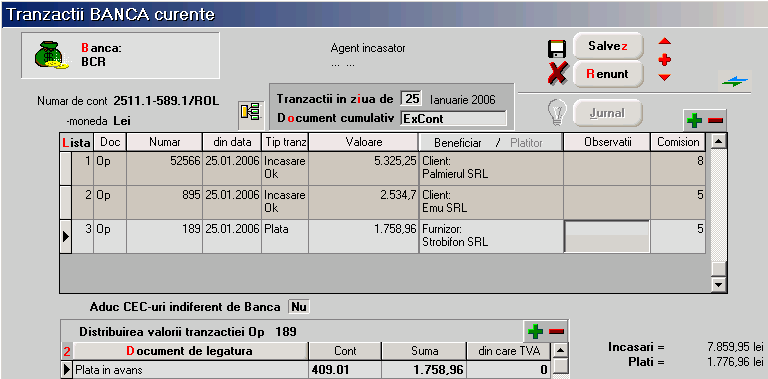 Tranzactii BANCA curente
Banca:
BCR
Agent incasator
... ...
Salvez
Renunt
Numar de cont 2511.1-589.1/ROL
-moneda Lei
Tranzactii in ziua de 25 Ianuarie 2006
Document cumulativ ExCont
Jurnal
Lista Doc Numar din data Tip tranz Valoare Beneficiar / Platitor Observatii Comision
1 Op 52566 25.01.2006 Incasare Ok 5.325,25 Client: Palmierul SRL 8
2 Op 895 25.01.2006 Incasare Ok 2.534,7 Client: Emu SRL 5
3 Op 189 25.01.2006 Plata 1.758,96 Furnizor: Strobifon SRL 5
Aduc CEC-uri indiferent de Banca Nu
Distribuirea valorii tranzactiei Op 189
2 Document de legatura Cont Suma din care TVA
Plata in avans 409.01 1.758,96 0
Incasari = 7.859,95 lei
Plati = 1.776,96 lei